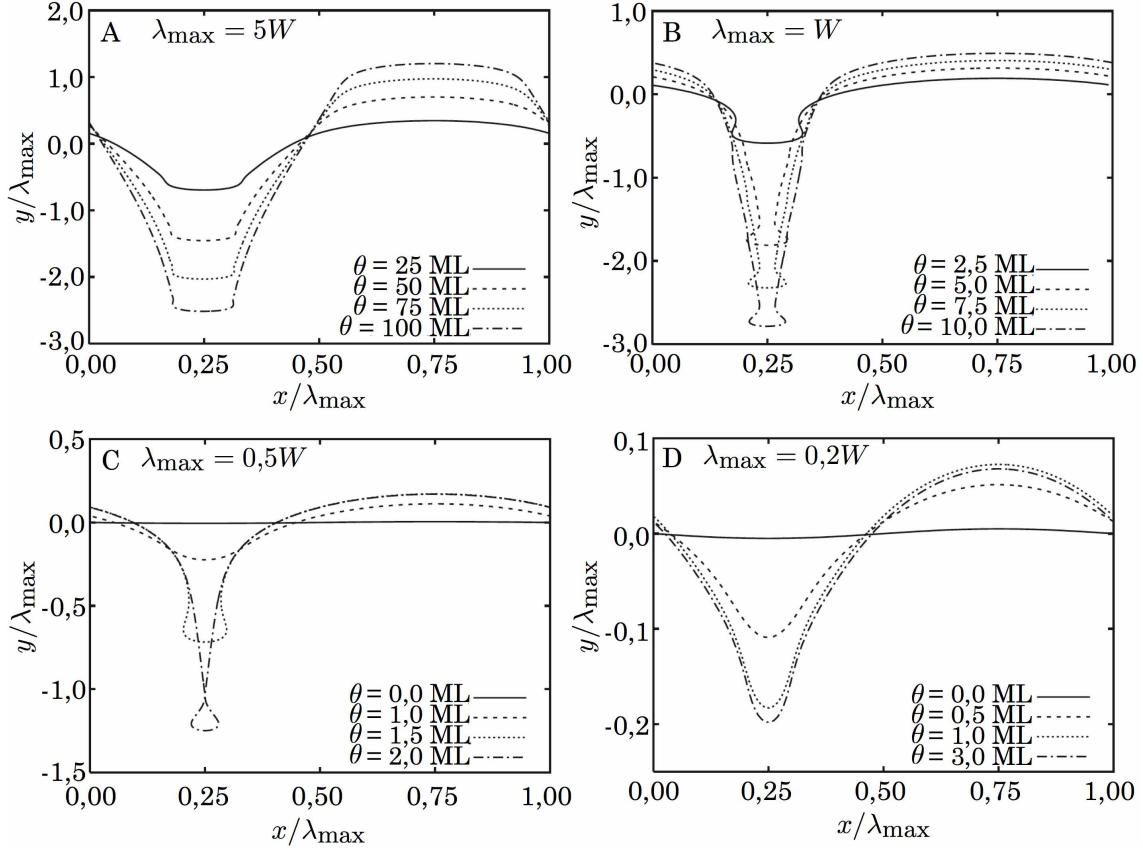 A λmax = 5W
2,0
1,0
0,0
-1,0
-2,0
-3,0
y/λmax
θ = 25 ML
θ = 50 ML
θ = 75 ML
θ = 100 ML
0,00 0,25 0,50 0,75 1,00
x/λmax
B λmax = W
1,0
0,0
-1,0
-2,0
-3,0
y/λmax
θ = 2,5 ML
θ = 5,0 ML
θ = 7,5 ML
θ = 10,0 ML
0,00 0,25 0,50 0,75 1,00
x/λmax
C λmax = 0,5W
0,5
0,0
-0,5
-1,0
-1,5
y/λmax
θ = 0,0 ML
θ = 1,0 ML
θ = 1,5 ML
θ = 2,0 ML
0,00 0,25 0,50 0,75 1,00
x/λmax
D λmax = 0,2W
0,1
0,0
-0,1
-0,2
y/λmax
θ = 0,0 ML
θ = 0,5 ML
θ = 1,0 ML
θ = 3,0 ML
0,00 0,25 0,50 0,75 1,00
x/λmax